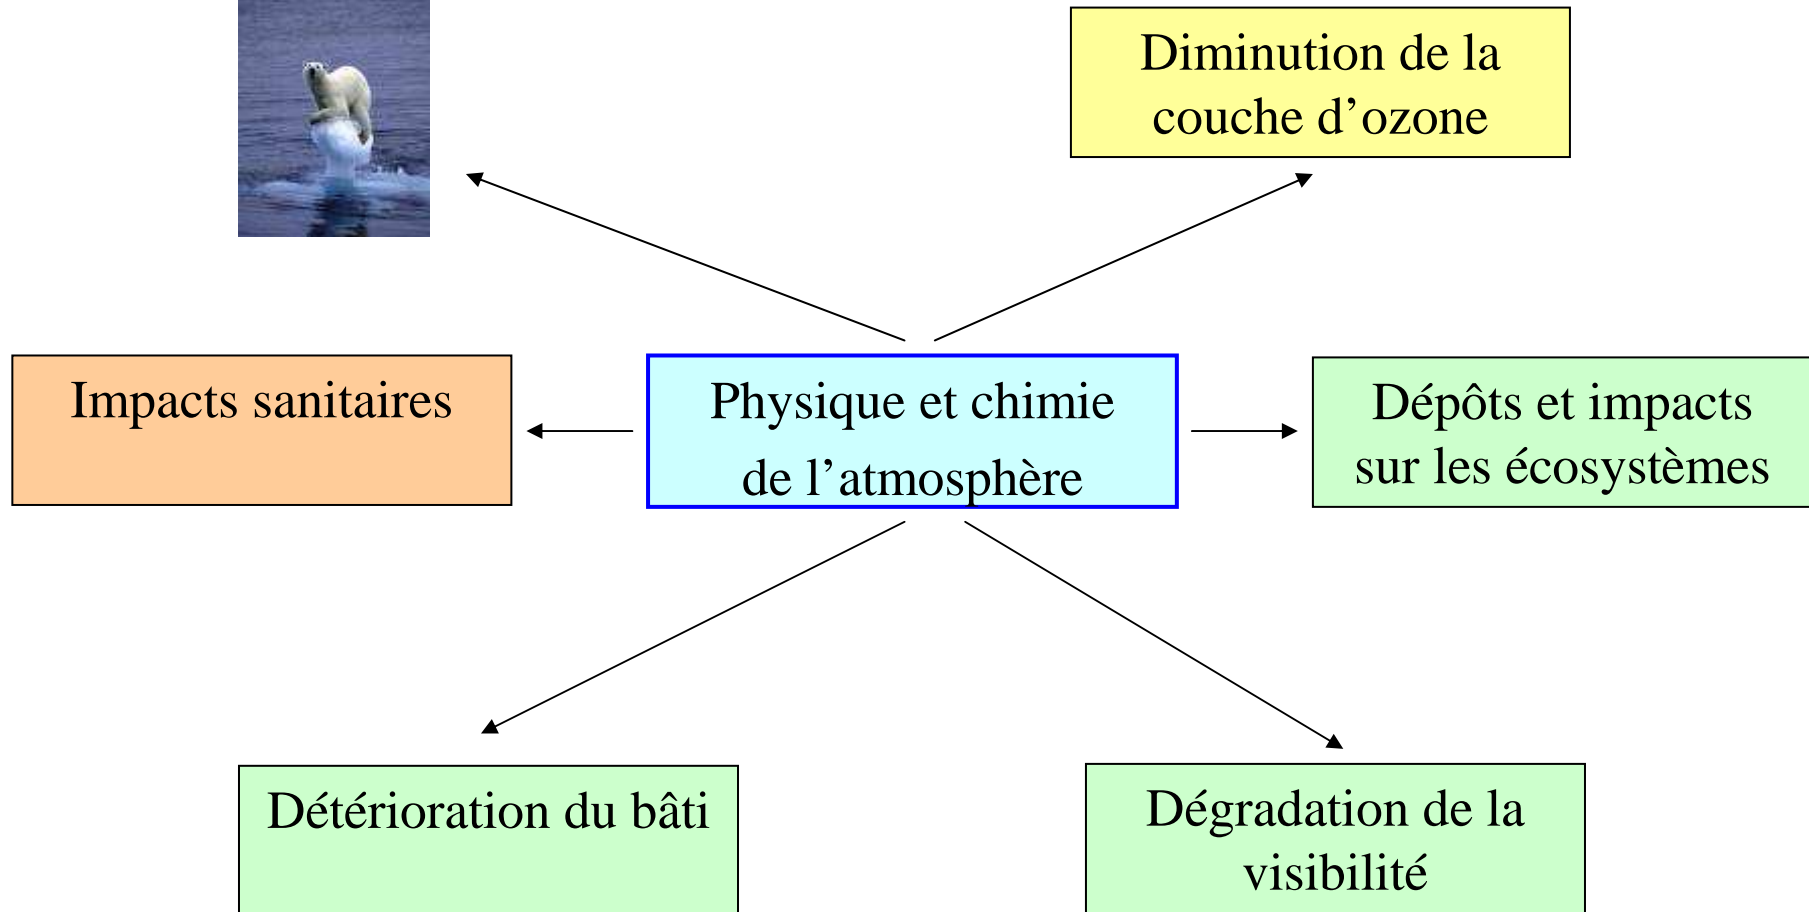 Diminution de la
couche d’ozone
Impacts sanitaires
Physique et chimie
de l’atmosphère
Dépôts et impacts
sur les écosystèmes
Détérioration du bâti
Dégradation de la
visibilité